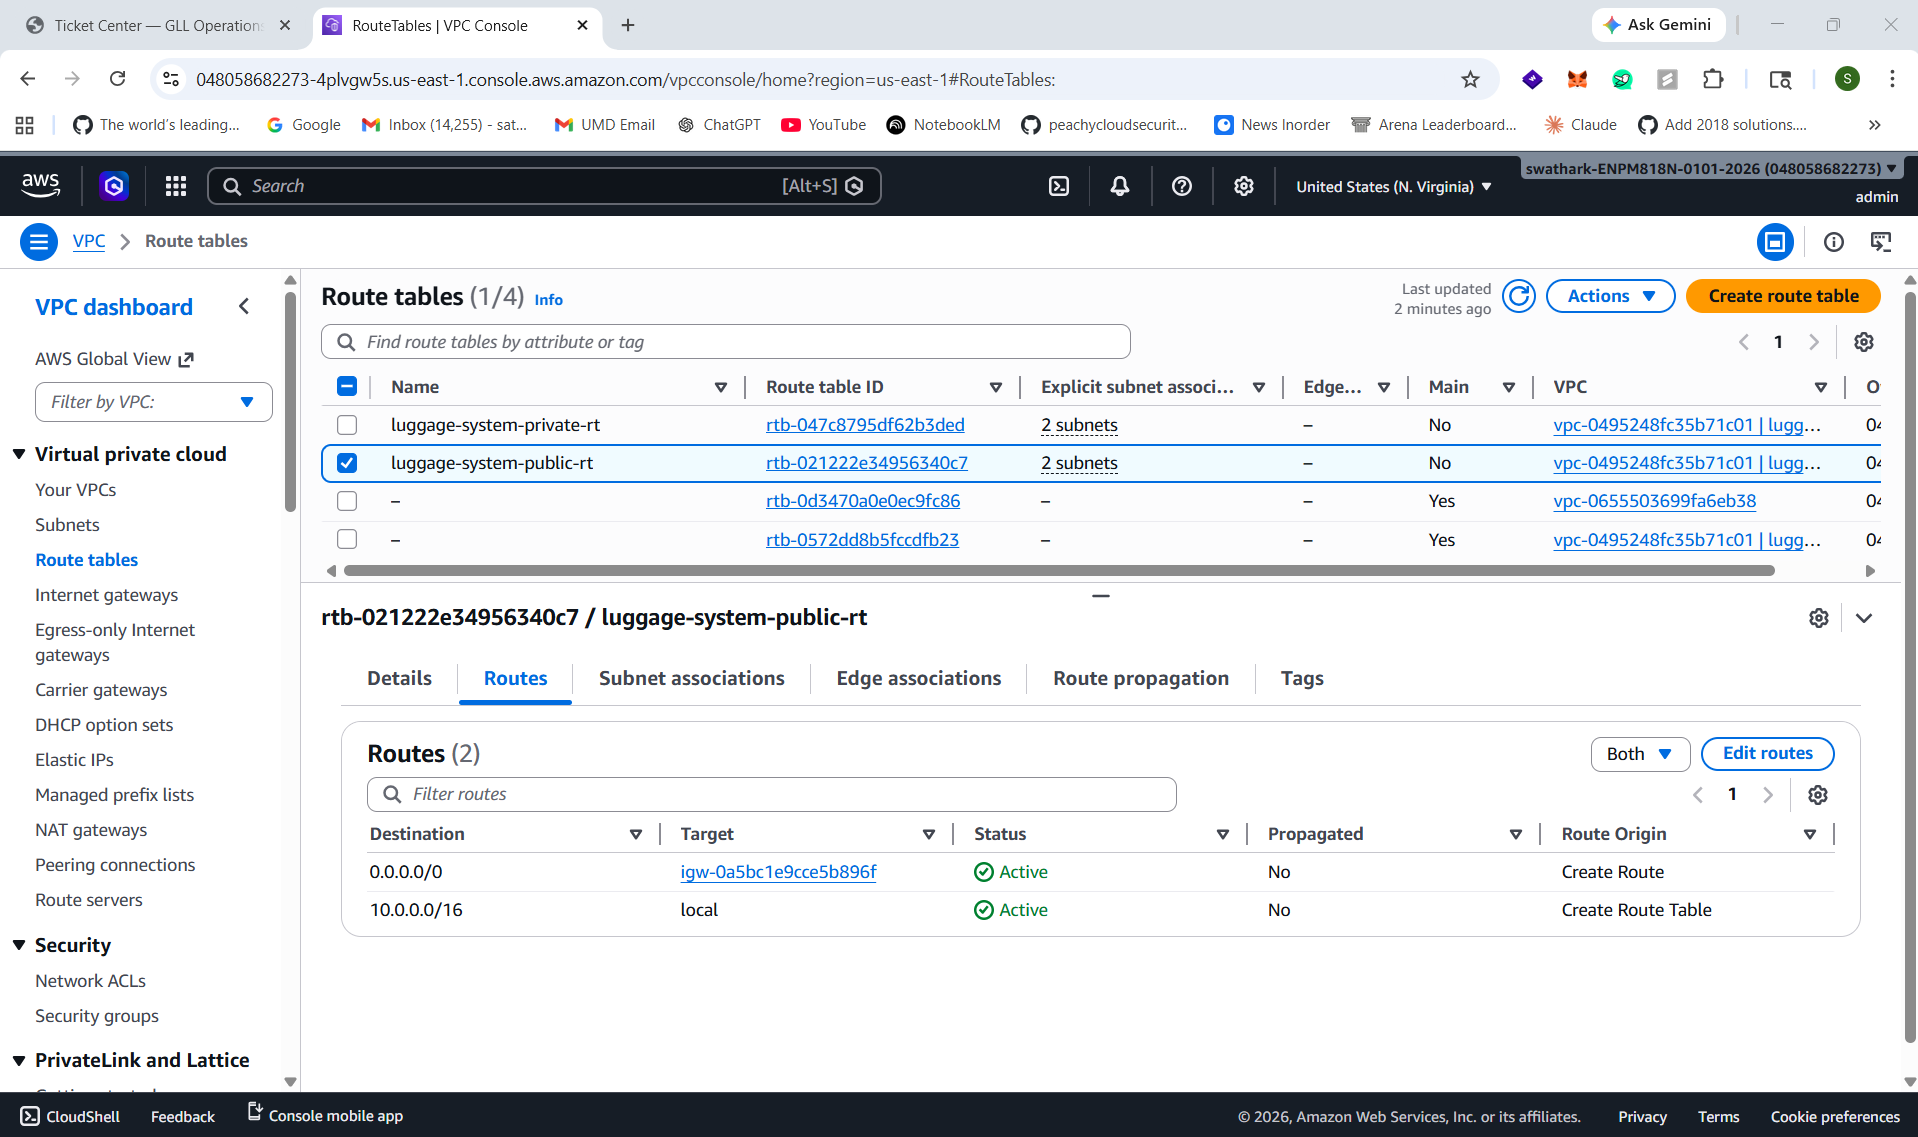 Ticket Center — GLL Operation
RouteTables | VPC Console
Ask Gemini
048058682273-4plvgw5s.us-east-1.console.aws.amazon.com/vpcconsole/home?region=us-east-1#RouteTables:
S
The world's leading...
Google
Inbox (14,255) - sat...
UMD Email
ChatGPT
YouTube
NotebookLM
peachycloudsecurit...
News Inorder
Arena Leaderboard...
Claude
Add 2018 solutions....
aws
Search
[Alt+S]
United States (N. Virginia)
swathark-ENPM818N-0101-2026 (048058682273)
admin
VPC
Route tables
VPC dashboard
AWS Global View
Filter by VPC:
Virtual private cloud
Your VPCs
Subnets
Route tables
Internet gateways
Egress-only Internet
gateways
Carrier gateways
DHCP option sets
Elastic IPs
Managed prefix lists
NAT gateways
Peering connections
Route servers
Security
Network ACLs
Security groups
PrivateLink and Lattice
Route tables (1/4) Info
Last updated
2 minutes ago
Actions
Create route table
Find route tables by attribute or tag
1
Name Route table ID Explicit subnet associ... Edge... Main VPC
luggage-system-private-rt rtb-047c8795df62b3ded 2 subnets – No vpc-0495248fc35b71c01 | lugg... 04
luggage-system-public-rt rtb-021222e34956340c7 2 subnets – No vpc-0495248fc35b71c01 | lugg... 04
– rtb-0d3470a0e0ec9fc86 – – Yes vpc-0655503699fa6eb38 04
– rtb-0572dd8b5fccdfb23 – – Yes vpc-0495248fc35b71c01 | lugg... 04
rtb-021222e34956340c7 / luggage-system-public-rt
Details Routes Subnet associations Edge associations Route propagation Tags
Routes (2)
Both
Edit routes
Filter routes
1
Destination Target Status Propagated Route Origin
0.0.0.0/0 igw-0a5bc1e9cce5b896f Active No Create Route
10.0.0.0/16 local Active No Create Route Table
CloudShell Feedback Console mobile app
© 2026, Amazon Web Services, Inc. or its affiliates. Privacy Terms Cookie preferences